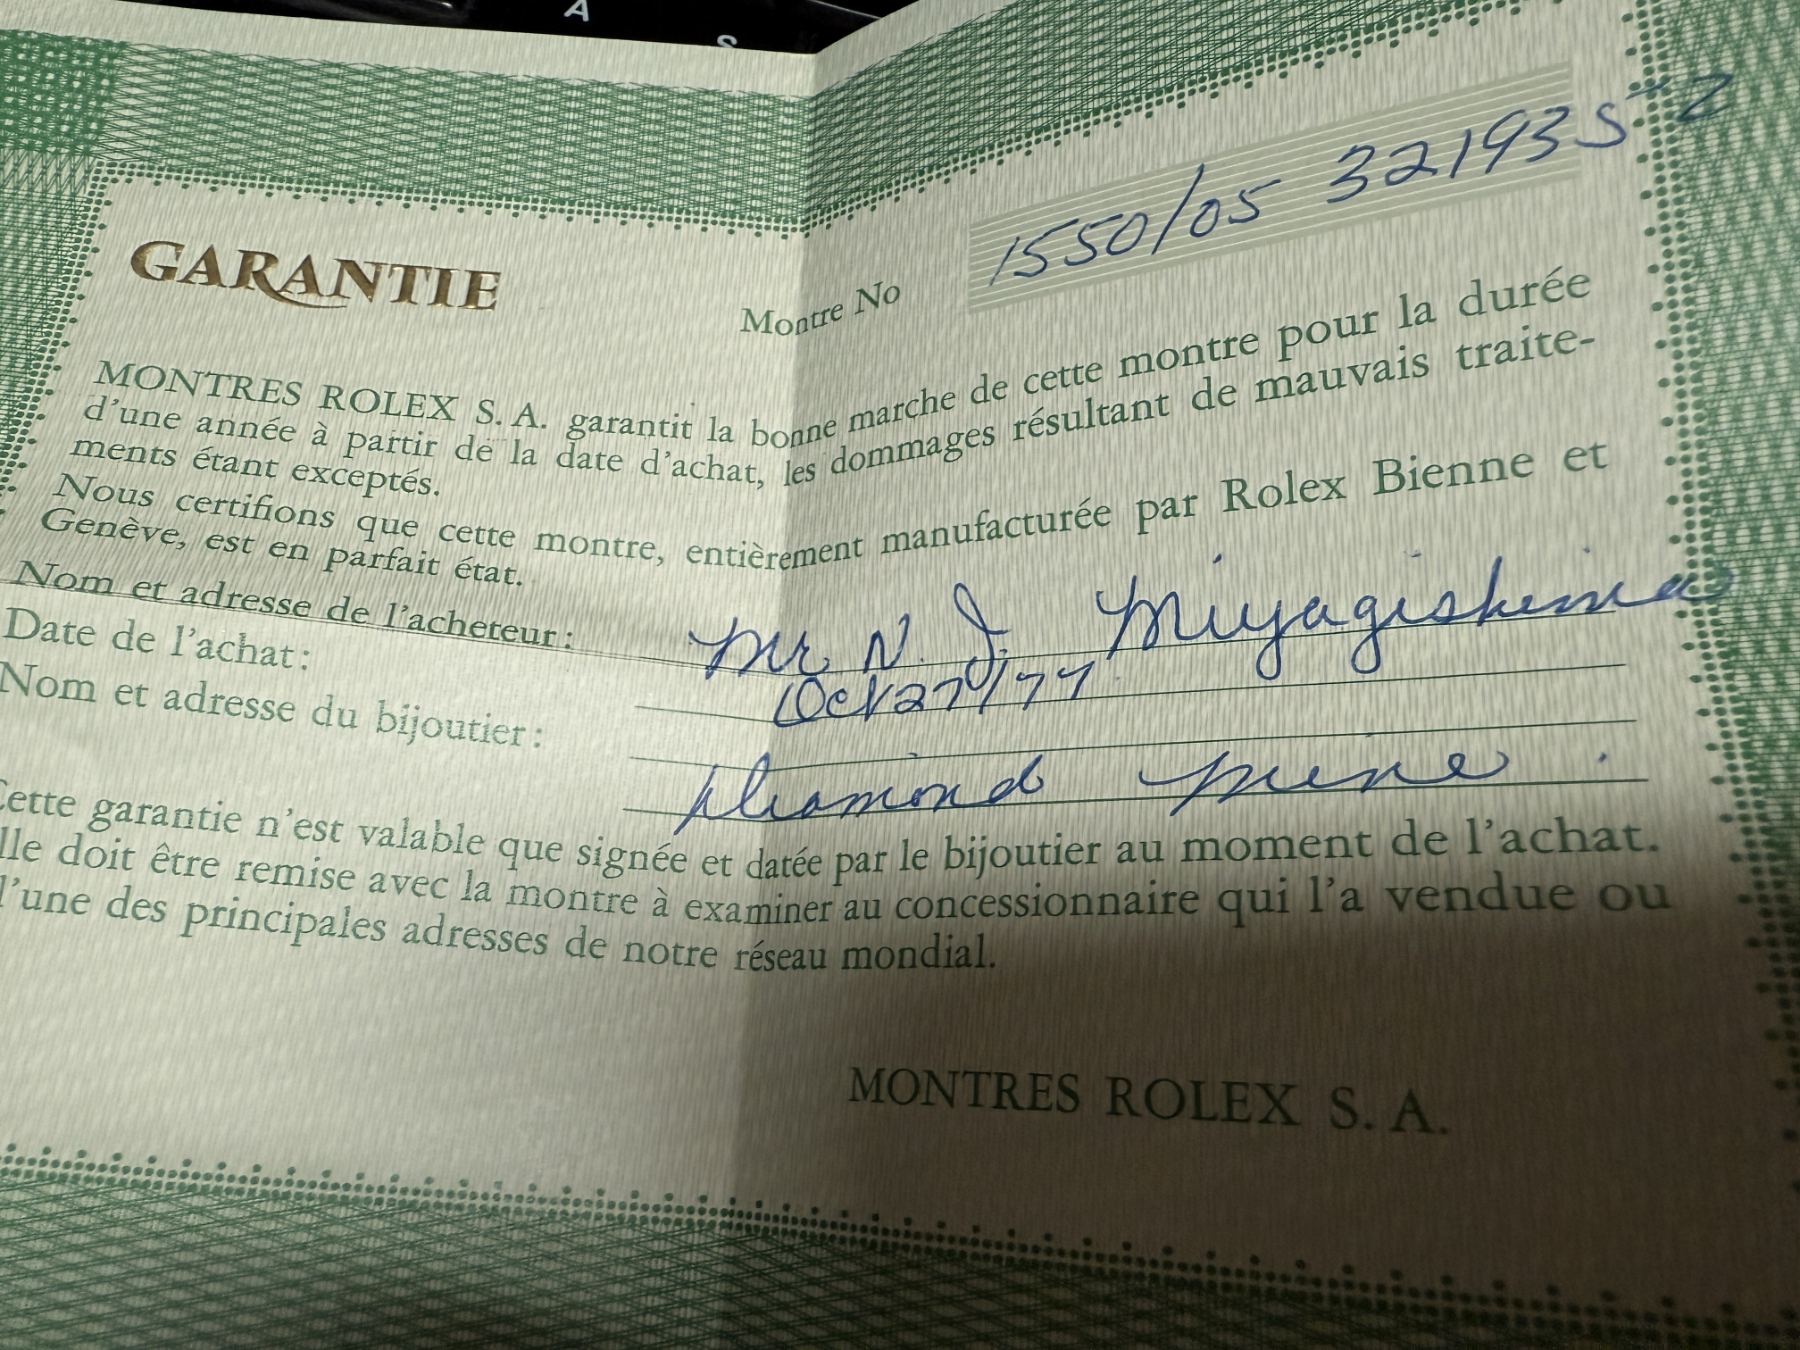 A
S
GARANTIE
Montre No 1550/05 321935-2
MONTRES ROLEX S. A. garantit la bonne marche de cette montre pour la durée
d'une année à partir de la date d'achat, les dommages résultant de mauvais traite-
ments étant exceptés.
Nous certifions que cette montre, entièrement manufacturée par Rolex Bienne et
Genève, est en parfait état.
Nom et adresse de l'acheteur: Mr N. J. Miyagishima
Date de l'achat: Oct 27/77
Nom et adresse du bijoutier: Diamond Mine.
Cette garantie n'est valable que signée et datée par le bijoutier au moment de l'achat.
lle doit être remise avec la montre à examiner au concessionnaire qui l'a vendue ou
l'une des principales adresses de notre réseau mondial.
MONTRES ROLEX S. A.